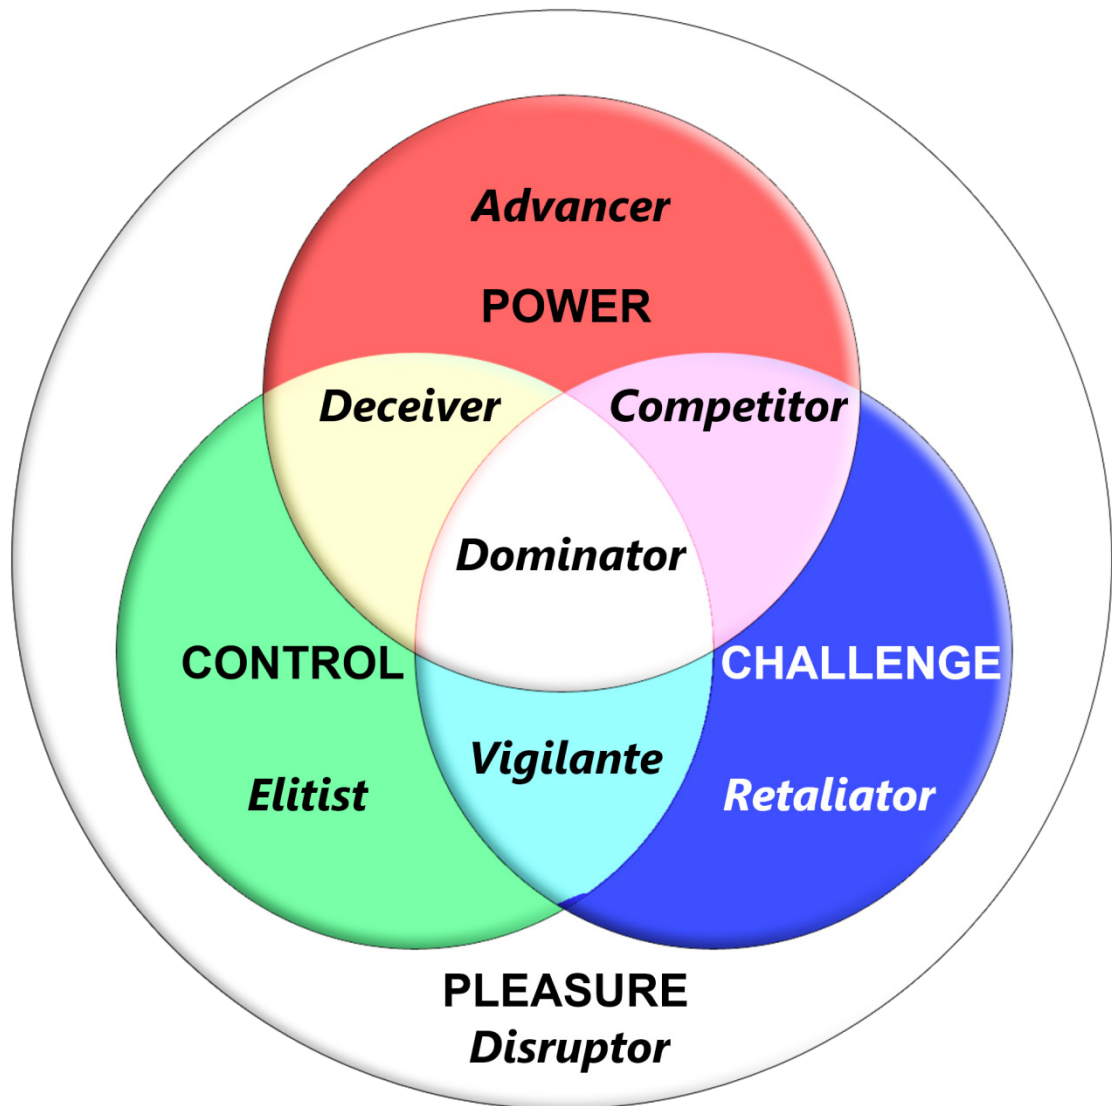 Advancer
POWER
Deceiver
Competitor
Dominator
CONTROL
CHALLENGE
Vigilante
Elitist
Retaliator
PLEASURE
Disruptor